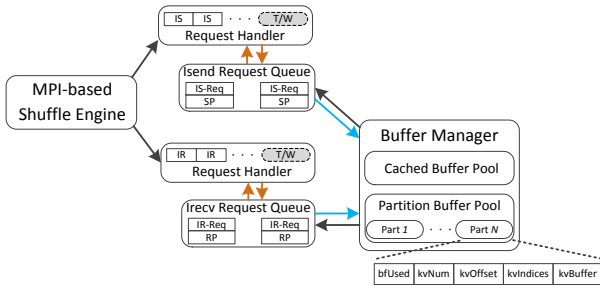 MPI-based
Shuffle Engine
IS IS · · · · T/W
Request Handler
Isend Request Queue
IS-Req IS-Req
SP SP
IR IR · · · · T/W
Request Handler
Irecv Request Queue
IR-Req IR-Req
RP RP
Buffer Manager
Cached Buffer Pool
Partition Buffer Pool
Part 1 · · · Part N
bfUsed kvNum kvOffset kvIndices kvBuffer